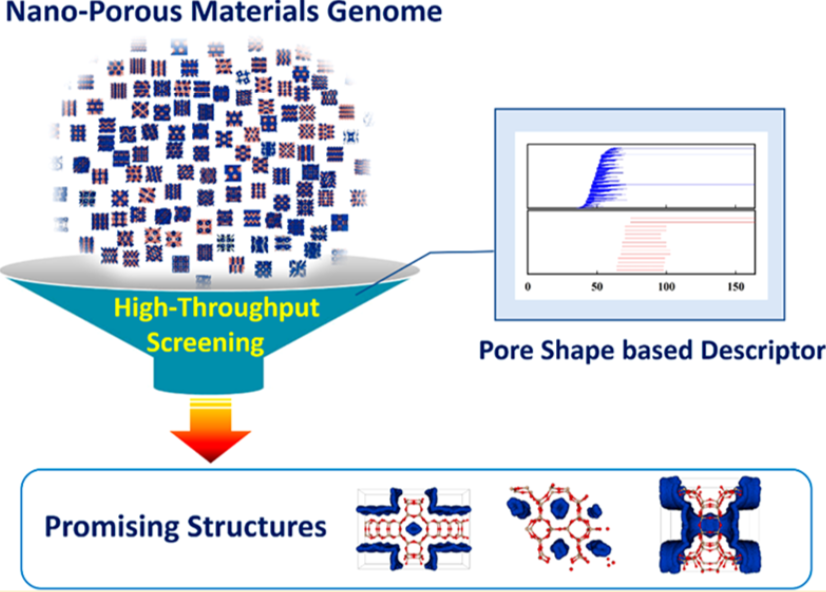 Nano-Porous Materials Genome
High-Throughput
Screening
0 50 100 150
Pore Shape based Descriptor
Promising Structures